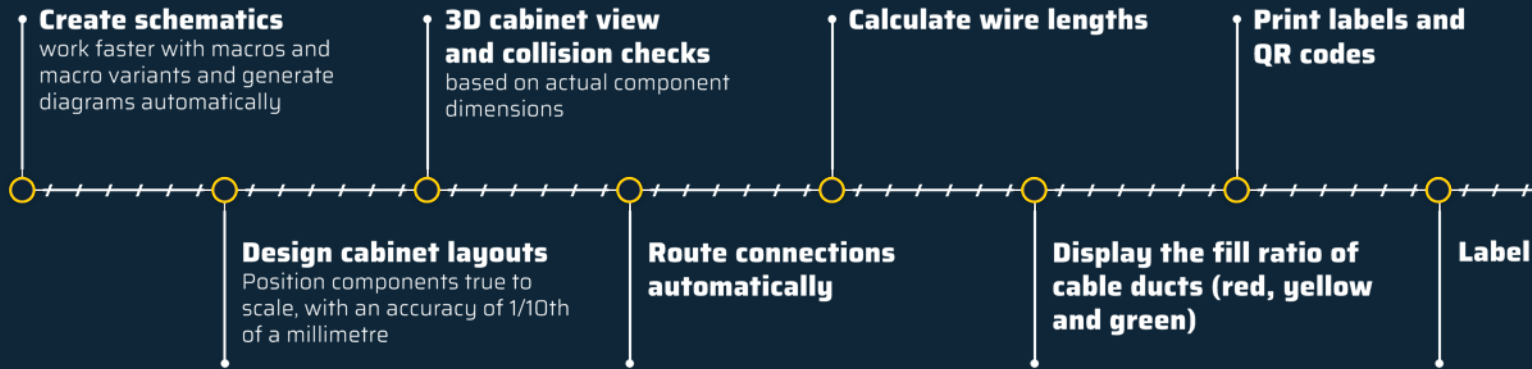 Create schematics
work faster with macros and
macro variants and generate
diagrams automatically
Design cabinet layouts
Position components true to
scale, with an accuracy of 1/10th
of a millimetre
3D cabinet view
and collision checks
based on actual component
dimensions
Route connections
automatically
Calculate wire lengths
Display the fill ratio of
cable ducts (red, yellow
and green)
Print labels and
QR codes
Label